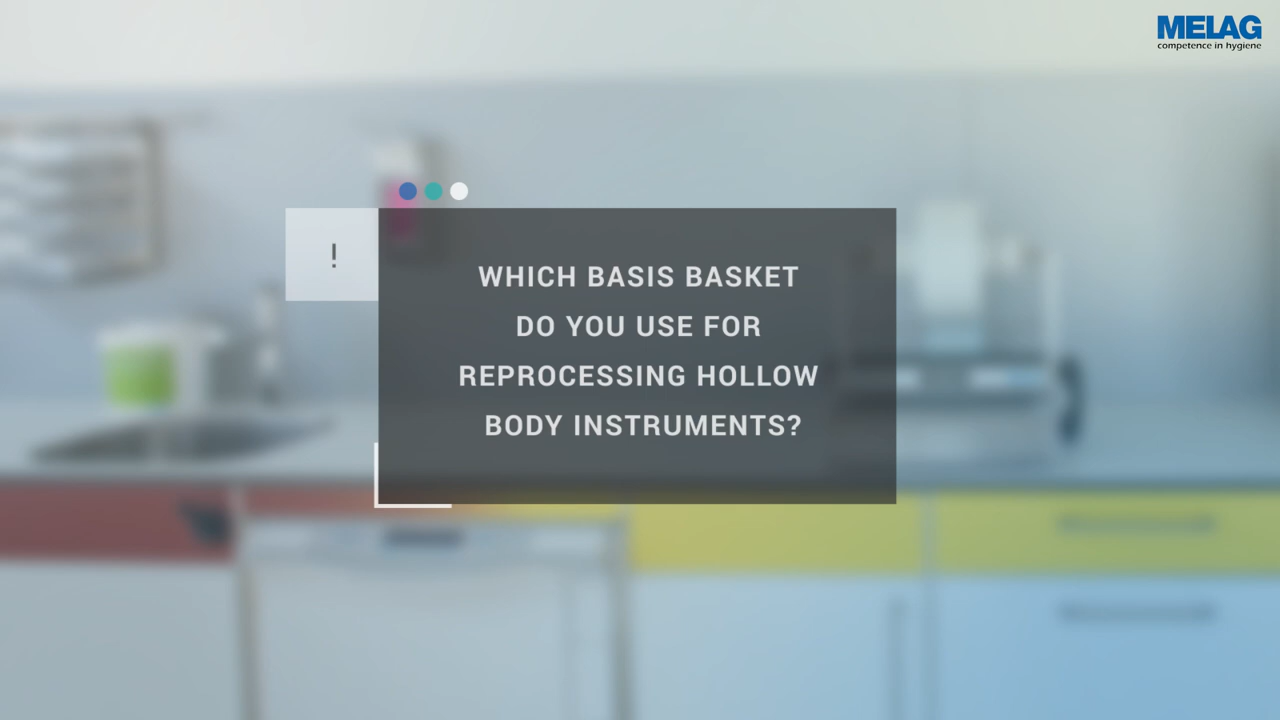 MELAG
competence in hygiene
!
WHICH BASIS BASKET
DO YOU USE FOR
REPROCESSING HOLLOW
BODY INSTRUMENTS?